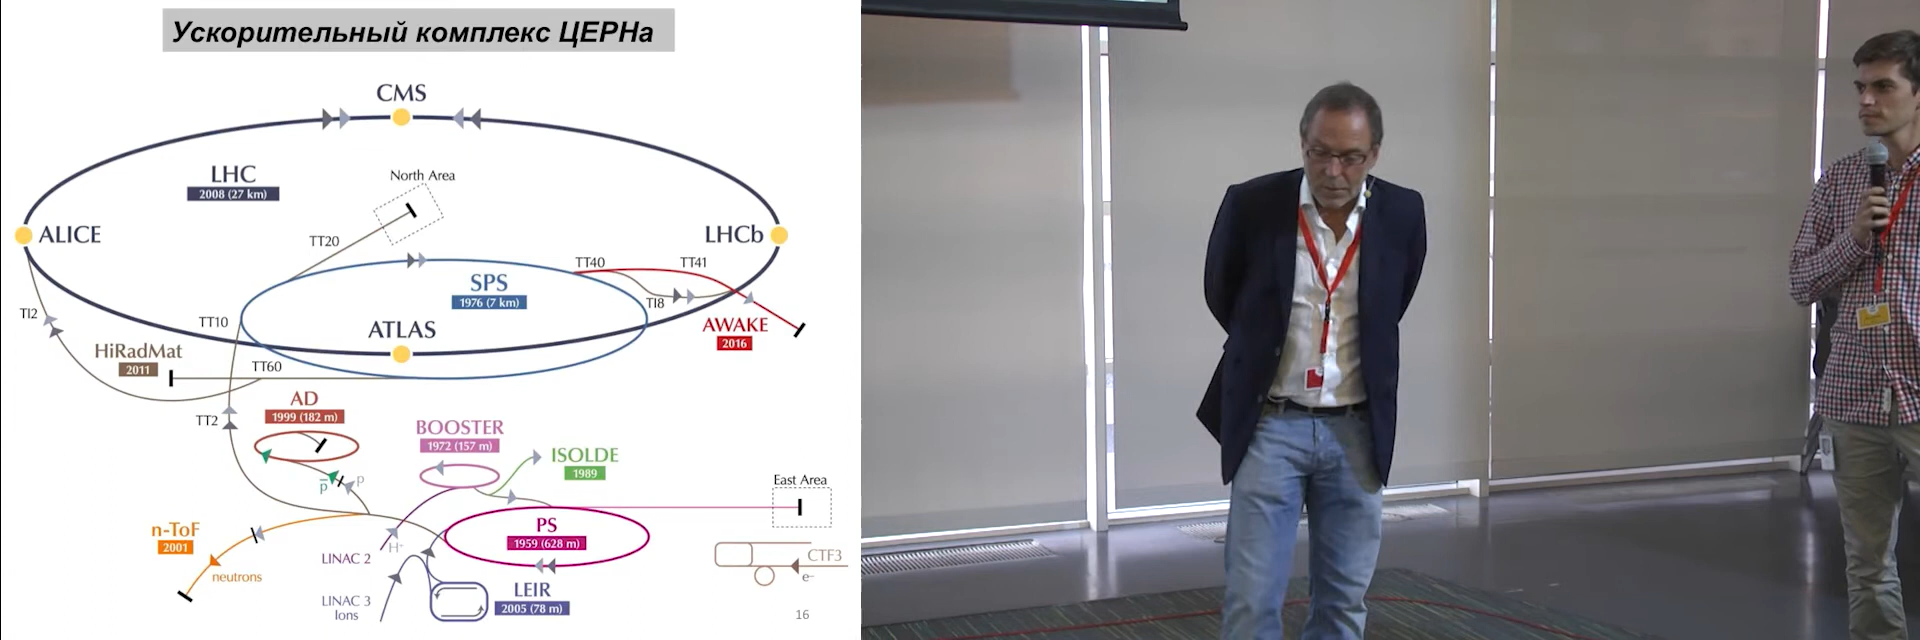 Ускорительный комплекс ЦЕРНа
CMS
LHC
2008 (27 km)
North Area
ALICE
LHCb
TT20
TT40
TT41
SPS
1976 (7 km)
TI8
TI2
TT10
ATLAS
AWAKE
2016
HiRadMat
2011
TT60
AD
1999 (182 m)
TT2
BOOSTER
1972 (157 m)
ISOLDE
1989
p̅
p
East Area
n-ToF
2001
PS
1959 (628 m)
H⁻
LINAC 2
CTF3
neutrons
e⁻
LEIR
2005 (78 m)
LINAC 3
Ions
16